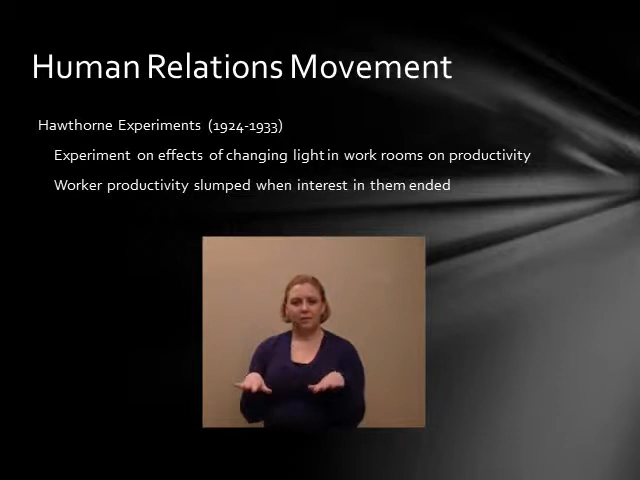 Human Relations Movement
Hawthorne Experiments (1924-1933)
Experiment on effects of changing light in work rooms on productivity
Worker productivity slumped when interest in them ended